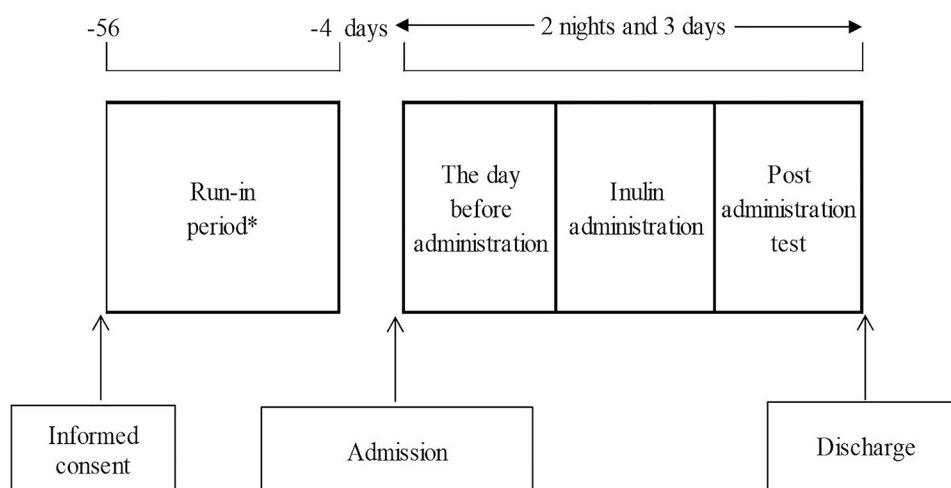 -56
-4 days
2 nights and 3 days
Run-in
period*
The day
before
administration
Inulin
administration
Post
administration
test
Informed
consent
Admission
Discharge